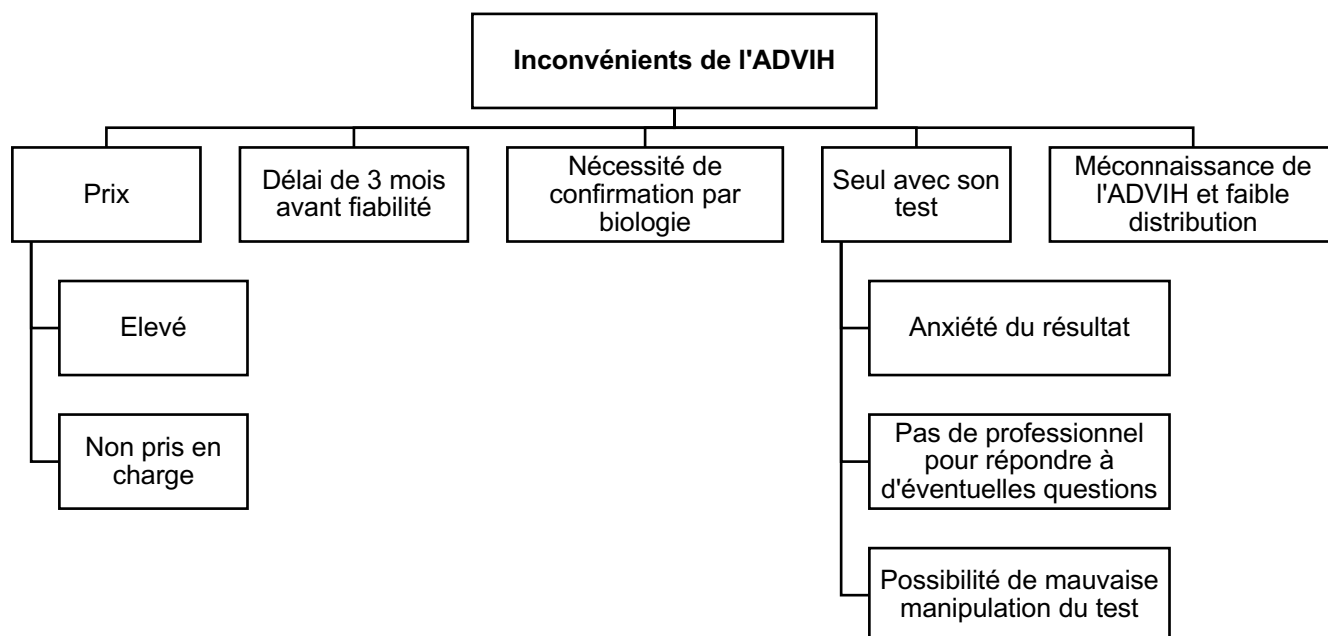 Inconvénients de l'ADVIH
Prix
Délai de 3 mois
avant fiabilité
Nécessité de
confirmation par
biologie
Seul avec son
test
Méconnaissance de
l'ADVIH et faible
distribution
Elevé
Non pris en
charge
Anxiété du résultat
Pas de professionnel
pour répondre à
d'éventuelles questions
Possibilité de mauvaise
manipulation du test